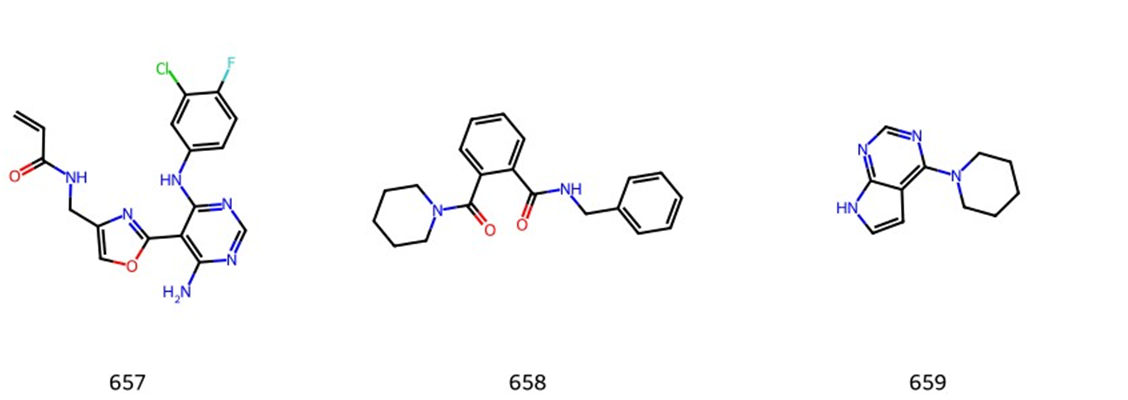 Cl F
O NH HN N N O N H₂N
N O O NH
N N N HN
657 658 659